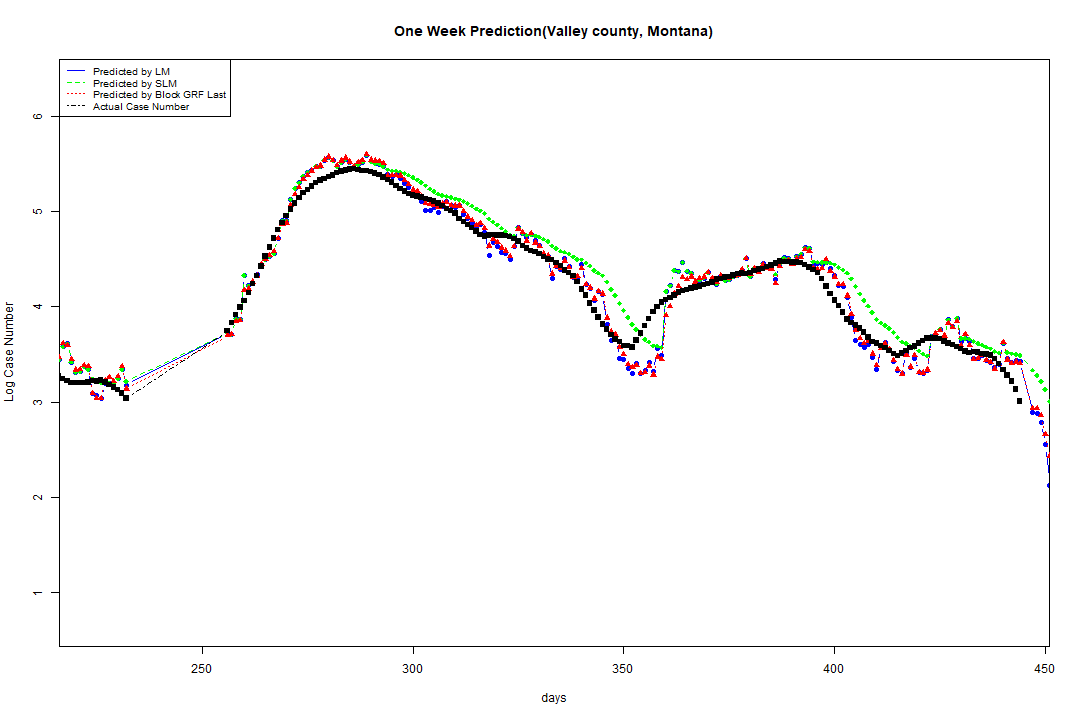 One Week Prediction(Valley county, Montana)
Predicted by LM
Predicted by SLM
Predicted by Block GRF Last
Actual Case Number
6
5
4
3
2
1
Log Case Number
250 300 350 400 450
days